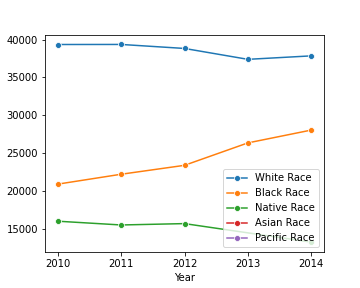 40000
35000
30000
25000
20000
15000
2010 2011 2012 2013 2014
Year
White Race
Black Race
Native Race
Asian Race
Pacific Race